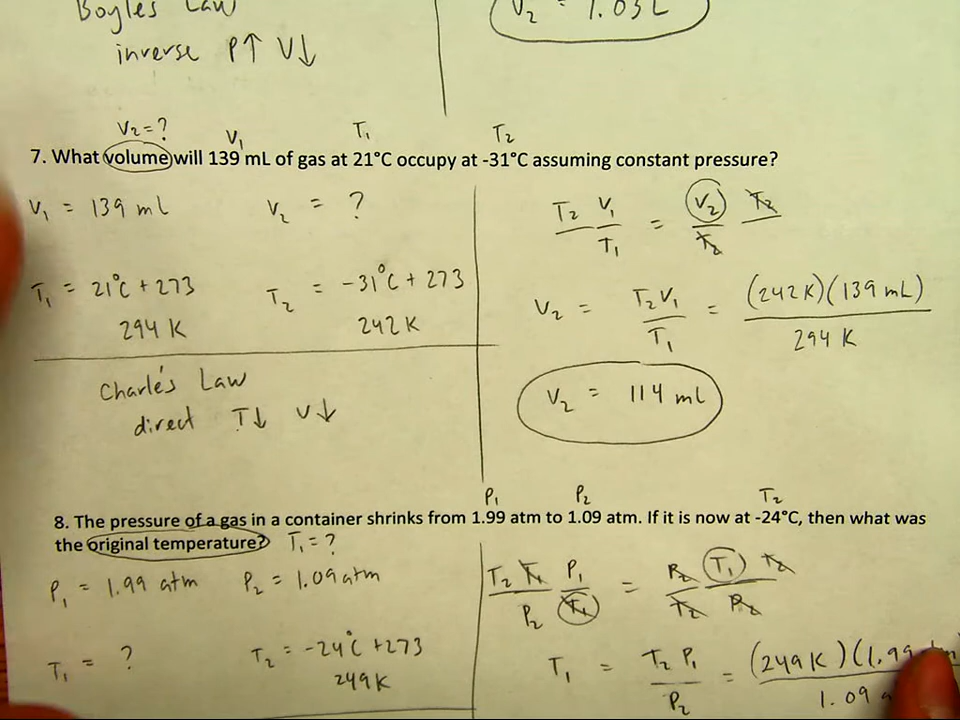 Boyles Law
inverse P↑ V↓
V₂ = 1.03 L
V₂ = ? V₁ T₁ T₂
7. What volume will 139 mL of gas at 21°C occupy at -31°C assuming constant pressure?
V₁ = 139 ml V₂ = ?
T₁ = 21°C + 273 T₂ = -31°C + 273
294 K 242 K
Charle's Law
direct T↓ V↓
T₂ V₁ / T₁ = V₂ T₂ / T₂
V₂ = T₂V₁ / T₁ = (242K)(139 mL) / 294 K
V₂ = 114 ml
P₁ P₂ T₂
8. The pressure of a gas in a container shrinks from 1.99 atm to 1.09 atm. If it is now at -24°C, then what was
the original temperature? T₁ = ?
P₁ = 1.99 atm P₂ = 1.09 atm
T₁ = ? T₂ = -24°C + 273
249K
T₂ T₁ P₁ / P₂ T₁ = P₂ T₁ T₂ / T₂ P₂
T₁ = T₂ P₁ / P₂ = (249K)(1.99 / 1.09